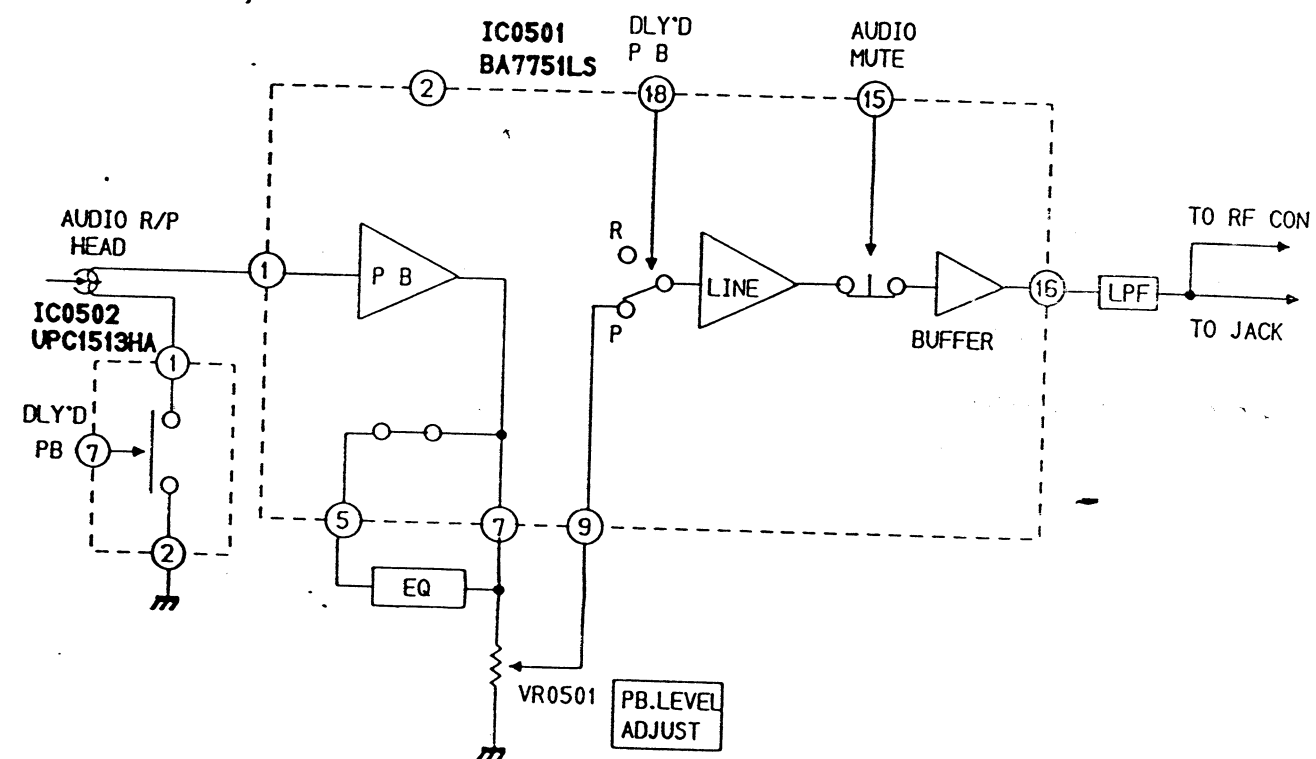 IC0501
BA7751LS
DLY'D
P B
AUDIO
MUTE
2
18
15
AUDIO R/P
HEAD
1
P B
R
P
LINE
BUFFER
16
LPF
TO RF CON
TO JACK
IC0502
UPC1513HA
1
DLY'D
PB
7
2
5
7
9
EQ
VR0501
PB.LEVEL
ADJUST